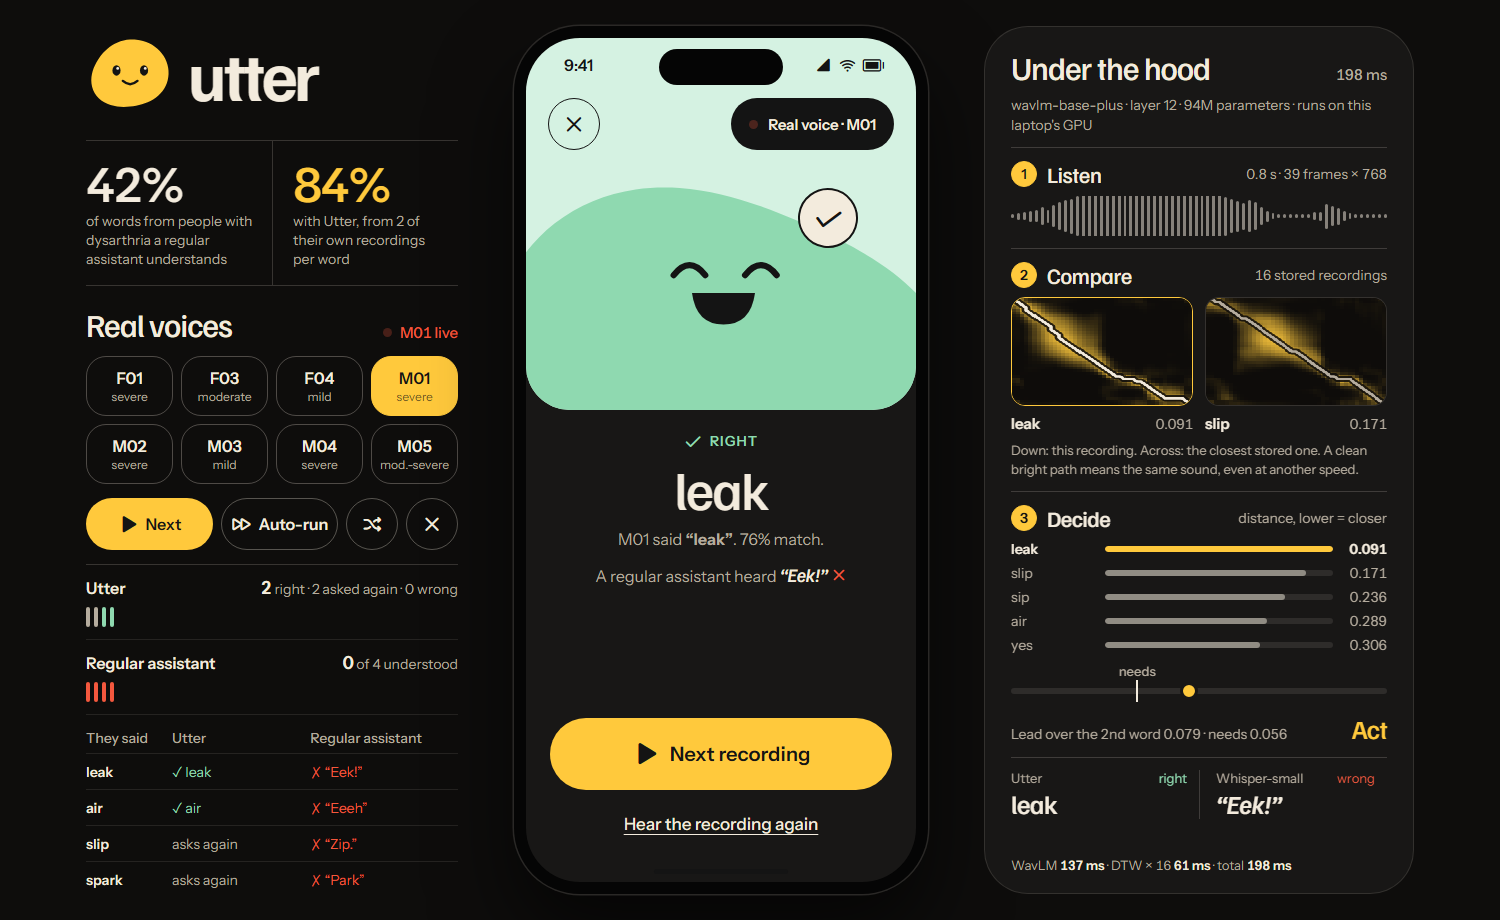 utter
42%
of words from people with
dysarthria a regular
assistant understands
84%
with Utter, from 2 of
their own recordings
per word
Real voices
M01 live
F01
severe
F03
moderate
F04
mild
M01
severe
M02
severe
M03
mild
M04
severe
M05
mod.-severe
Next
Auto-run
Utter
2 right · 2 asked again · 0 wrong
Regular assistant
0 of 4 understood
They said Utter Regular assistant
leak ✓ leak ✗ “Eek!”
air ✓ air ✗ “Eeeh”
slip asks again ✗ “Zip.”
spark asks again ✗ “Park”
9:41
Real voice · M01
RIGHT
leak
M01 said “leak”. 76% match.
A regular assistant heard “Eek!” ✕
Next recording
Hear the recording again
Under the hood
198 ms
wavlm-base-plus · layer 12 · 94M parameters · runs on this
laptop's GPU
1 Listen
0.8 s · 39 frames × 768
2 Compare
16 stored recordings
leak 0.091
slip 0.171
Down: this recording. Across: the closest stored one. A clean
bright path means the same sound, even at another speed.
3 Decide
distance, lower = closer
leak 0.091
slip 0.171
sip 0.236
air 0.289
yes 0.306
needs
Lead over the 2nd word 0.079 · needs 0.056
Act
Utter right
leak
Whisper-small wrong
“Eek!”
WavLM 137 ms · DTW × 16 61 ms · total 198 ms